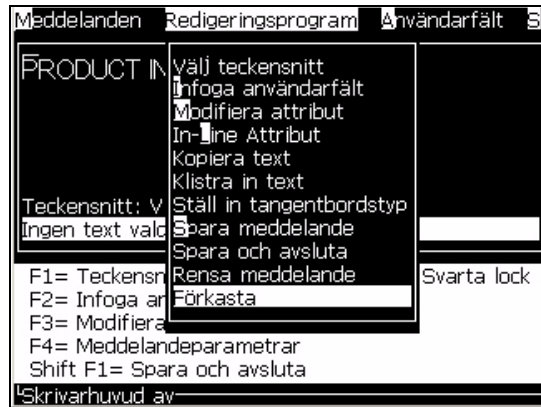 Meddelanden Redigeringsprogram Användarfält S
PRODUCT IN
Välj teckensnitt
Infoga användarfält
Modifiera attribut
In-Line Attribut
Kopiera text
Klistra in text
Ställ in tangentbordstyp
Spara meddelande
Spara och avsluta
Rensa meddelande
Förkasta
Teckensnitt: V
Ingen text vald
F1= Teckensn Svarta lock
F2= Infoga an
F3= Modifiera
F4= Meddelandeparametrar
Shift F1= Spara och avsluta
Skrivarhuvud av